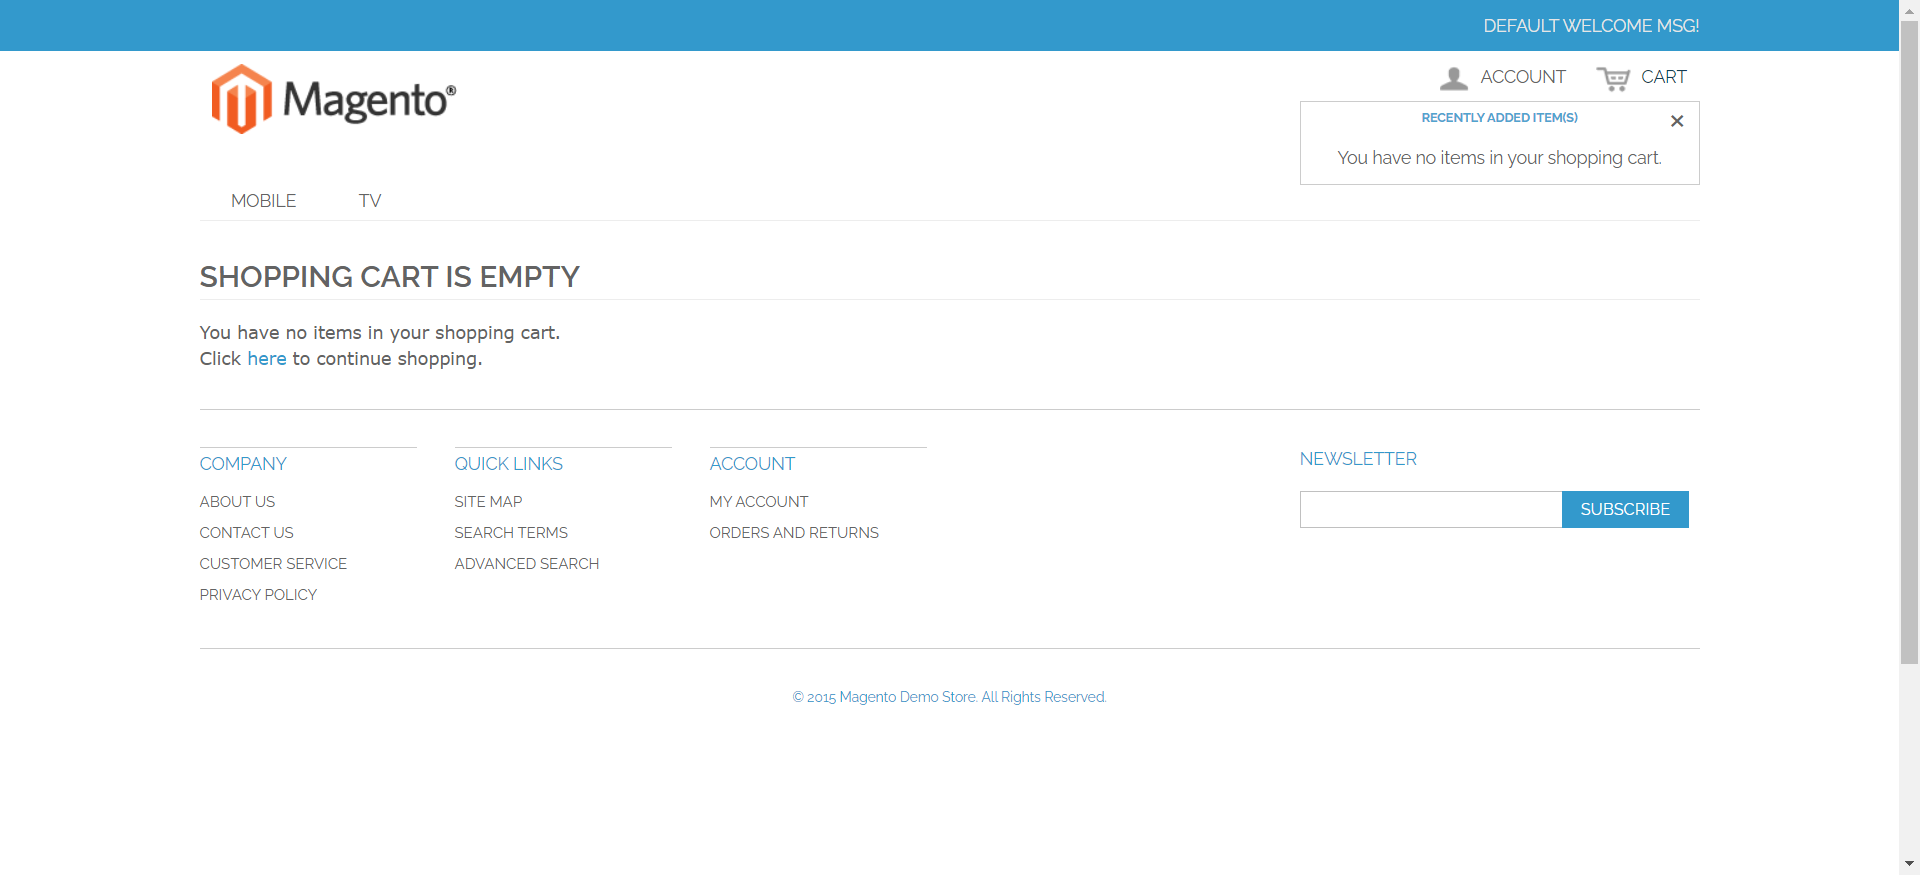 DEFAULT WELCOME MSG!
Magento®
ACCOUNT
CART
RECENTLY ADDED ITEM(S)
You have no items in your shopping cart.
MOBILE
TV
SHOPPING CART IS EMPTY
You have no items in your shopping cart.
Click here to continue shopping.
COMPANY
ABOUT US
CONTACT US
CUSTOMER SERVICE
PRIVACY POLICY
QUICK LINKS
SITE MAP
SEARCH TERMS
ADVANCED SEARCH
ACCOUNT
MY ACCOUNT
ORDERS AND RETURNS
NEWSLETTER
SUBSCRIBE
© 2015 Magento Demo Store. All Rights Reserved.